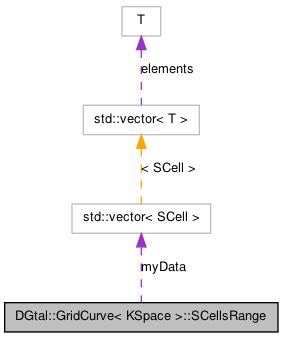 T
elements
std::vector< T >
< SCell >
std::vector< SCell >
myData
DGtal::GridCurve< KSpace >::SCellsRange